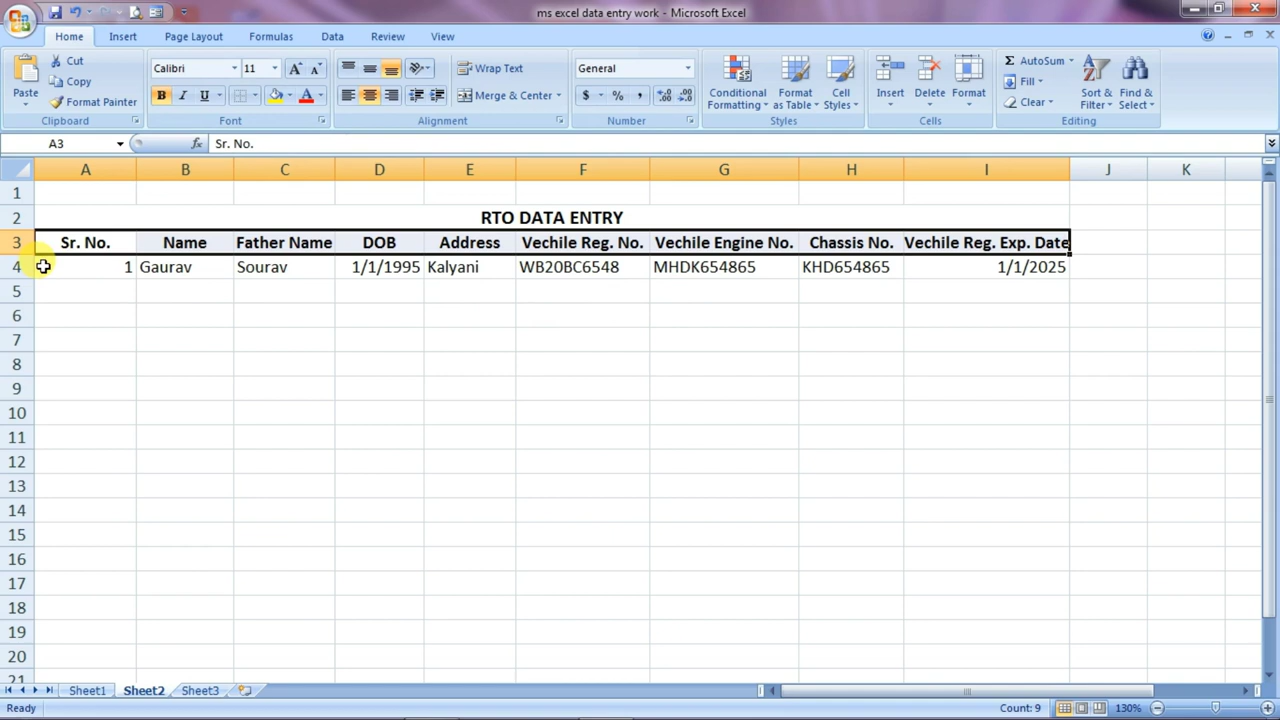 ms excel data entry work - Microsoft Excel
Home Insert Page Layout Formulas Data Review View
Paste Cut Copy Format Painter Clipboard
Calibri 11 B I U A Font
Wrap Text Merge & Center Alignment
General $ % , Number
Conditional Formatting Format as Table Cell Styles Styles
Insert Delete Format Cells
Σ AutoSum Fill Clear Sort & Filter Find & Select Editing
A3 fx Sr. No.
A B C D E F G H I J K
1
2 RTO DATA ENTRY
3 Sr. No. Name Father Name DOB Address Vechile Reg. No. Vechile Engine No. Chassis No. Vechile Reg. Exp. Date
4 1 Gaurav Sourav 1/1/1995 Kalyani WB20BC6548 MHDK654865 KHD654865 1/1/2025
5
6
7
8
9
10
11
12
13
14
15
16
17
18
19
20
21
Sheet1 Sheet2 Sheet3
Ready Count: 9 130%